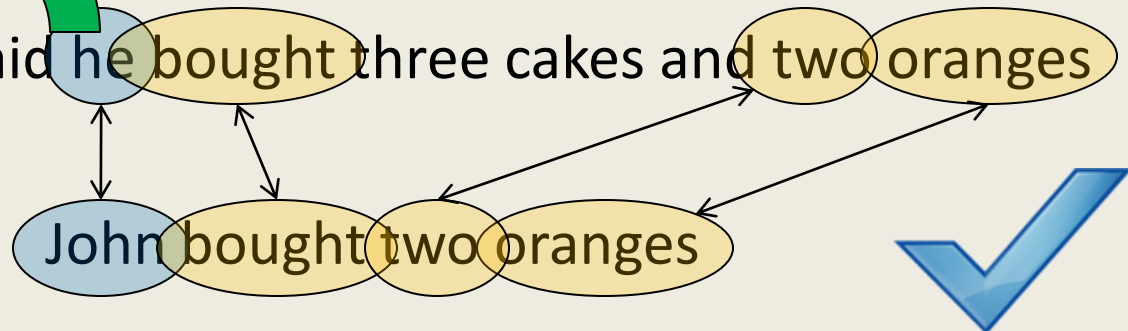 he bought three cakes and two oranges
John bought two oranges